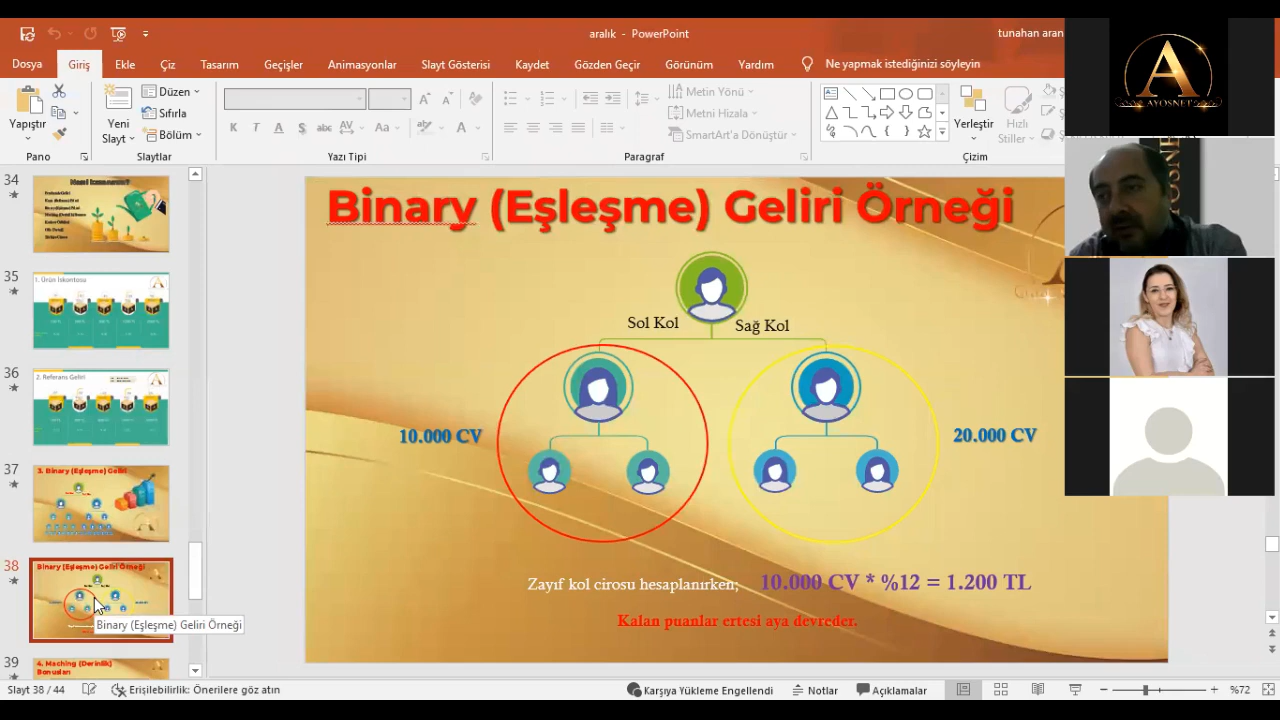 aralık - PowerPoint
tunahan aran
Dosya Giriş Ekle Çiz Tasarım Geçişler Animasyonlar Slayt Gösterisi Kaydet Gözden Geçir Görünüm Yardım Ne yapmak istediğinizi söyleyin
Yapıştır
Yeni
Slayt
Düzen
Sıfırla
Bölüm
Metin Yönü
Metni Hizala
SmartArt'a Dönüştür
Yerleştir
Hızlı
Stiller
Pano Slaytlar Yazı Tipi Paragraf Çizim
AYOSNET
34
35
1. Ürün İskontosu
36
2. Referans Geliri
37
3. Binary (Eşleşme) Geliri
38
Binary (Eşleşme) Geliri Örneği
Binary (Eşleşme) Geliri Örneği
39
4. Maching (Derinlik)
Bonusları
Binary (Eşleşme) Geliri Örneği
Sol Kol
Sağ Kol
10.000 CV
20.000 CV
Zayıf kol cirosu hesaplanırken; 10.000 CV * %12 = 1.200 TL
Kalan puanlar ertesi aya devreder.
Slayt 38 / 44
Erişilebilirlik: Önerilere göz atın
Karşıya Yükleme Engellendi
Notlar
Açıklamalar
%72